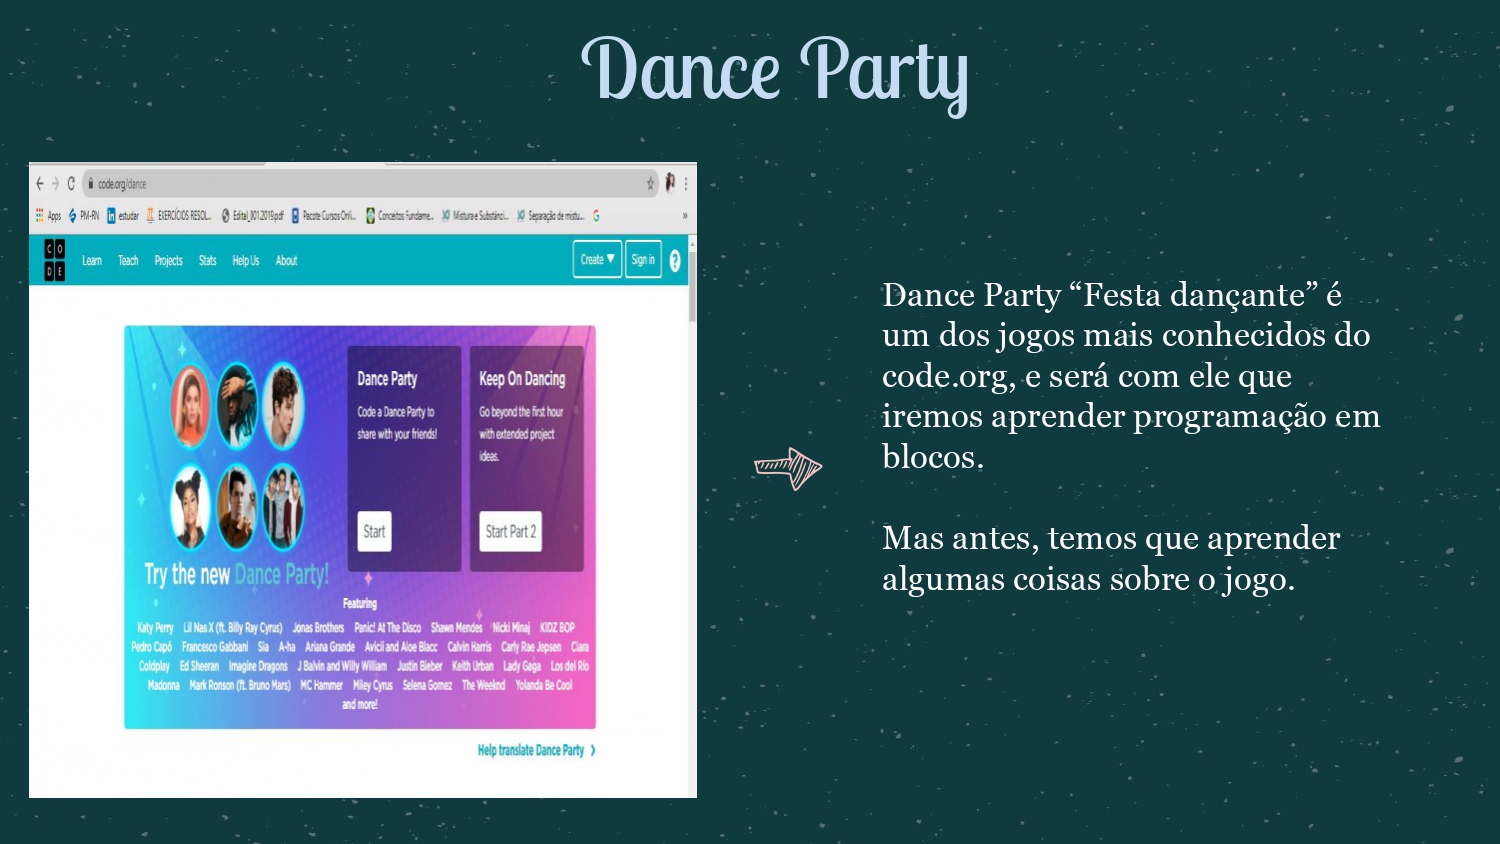 Dance Party
code.org/dance
Apps PM-RN estudar EXERCÍCIOS RESOL... Edital_001.2019.pdf Pacote Cursos Onli... Conceitos Fundame... Mistura e Substânci... Separação de mistu... »
CODE Learn Teach Projects Stats Help Us About Create ▼ Sign in ?
Dance Party
Code a Dance Party to
share with your friends!
Start
Keep On Dancing
Go beyond the first hour
with extended project
ideas.
Start Part 2
Try the new Dance Party!
Featuring
Katy Perry Lil Nas X (ft. Billy Ray Cyrus) Jonas Brothers Panic! At The Disco Shawn Mendes Nicki Minaj KIDZ BOP
Pedro Capó Francesco Gabbani Sia A-ha Ariana Grande Avicii and Aloe Blacc Calvin Harris Carly Rae Jepsen Ciara
Coldplay Ed Sheeran Imagine Dragons J Balvin and Willy William Justin Bieber Keith Urban Lady Gaga Los del Rio
Madonna Mark Ronson (ft. Bruno Mars) MC Hammer Miley Cyrus Selena Gomez The Weeknd Yolanda Be Cool
and more!
Help translate Dance Party ❯
Dance Party “Festa dançante” é
um dos jogos mais conhecidos do
code.org, e será com ele que
iremos aprender programação em
blocos.
Mas antes, temos que aprender
algumas coisas sobre o jogo.